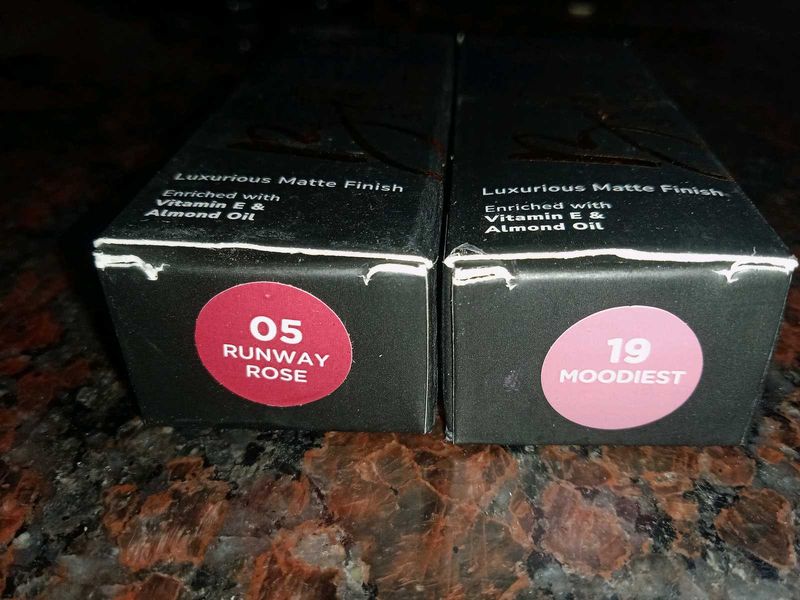 Luxurious Matte Finish
Enriched with
Vitamin E &
Almond Oil
05
RUNWAY
ROSE
Luxurious Matte Finish
Enriched with
Vitamin E &
Almond Oil
19
MOODIEST